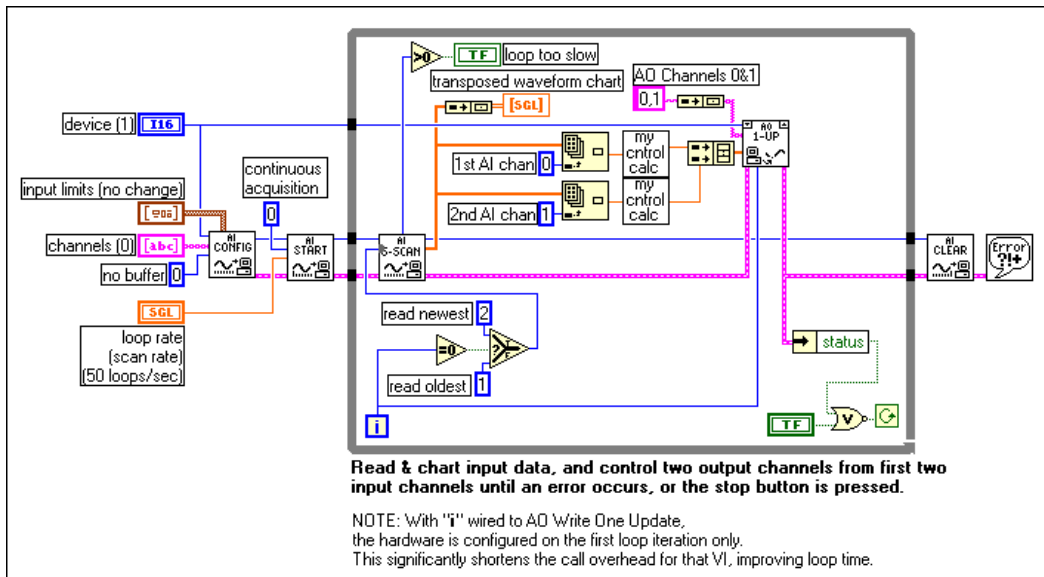 >0
TF
loop too slow
transposed waveform chart
[SGL]
AO Channels 0&1
0,1
AO
1-UP
device (1)
I16
1st AI chan
0
my
cntrol
calc
2nd AI chan
1
my
cntrol
calc
continuous
acquisition
0
input limits (no change)
channels (0)
[abc]
no buffer
0
AI
CONFIG
AI
START
AI
S-SCAN
AI
CLEAR
Error
?!+
SGL
loop rate
(scan rate)
(50 loops/sec)
read newest
2
=0
?
T
F
read oldest
1
i
status
TF
V
Read & chart input data, and control two output channels from first two
input channels until an error occurs, or the stop button is pressed.
NOTE: With "i" wired to AO Write One Update,
the hardware is configured on the first loop iteration only.
This significantly shortens the call overhead for that VI, improving loop time.